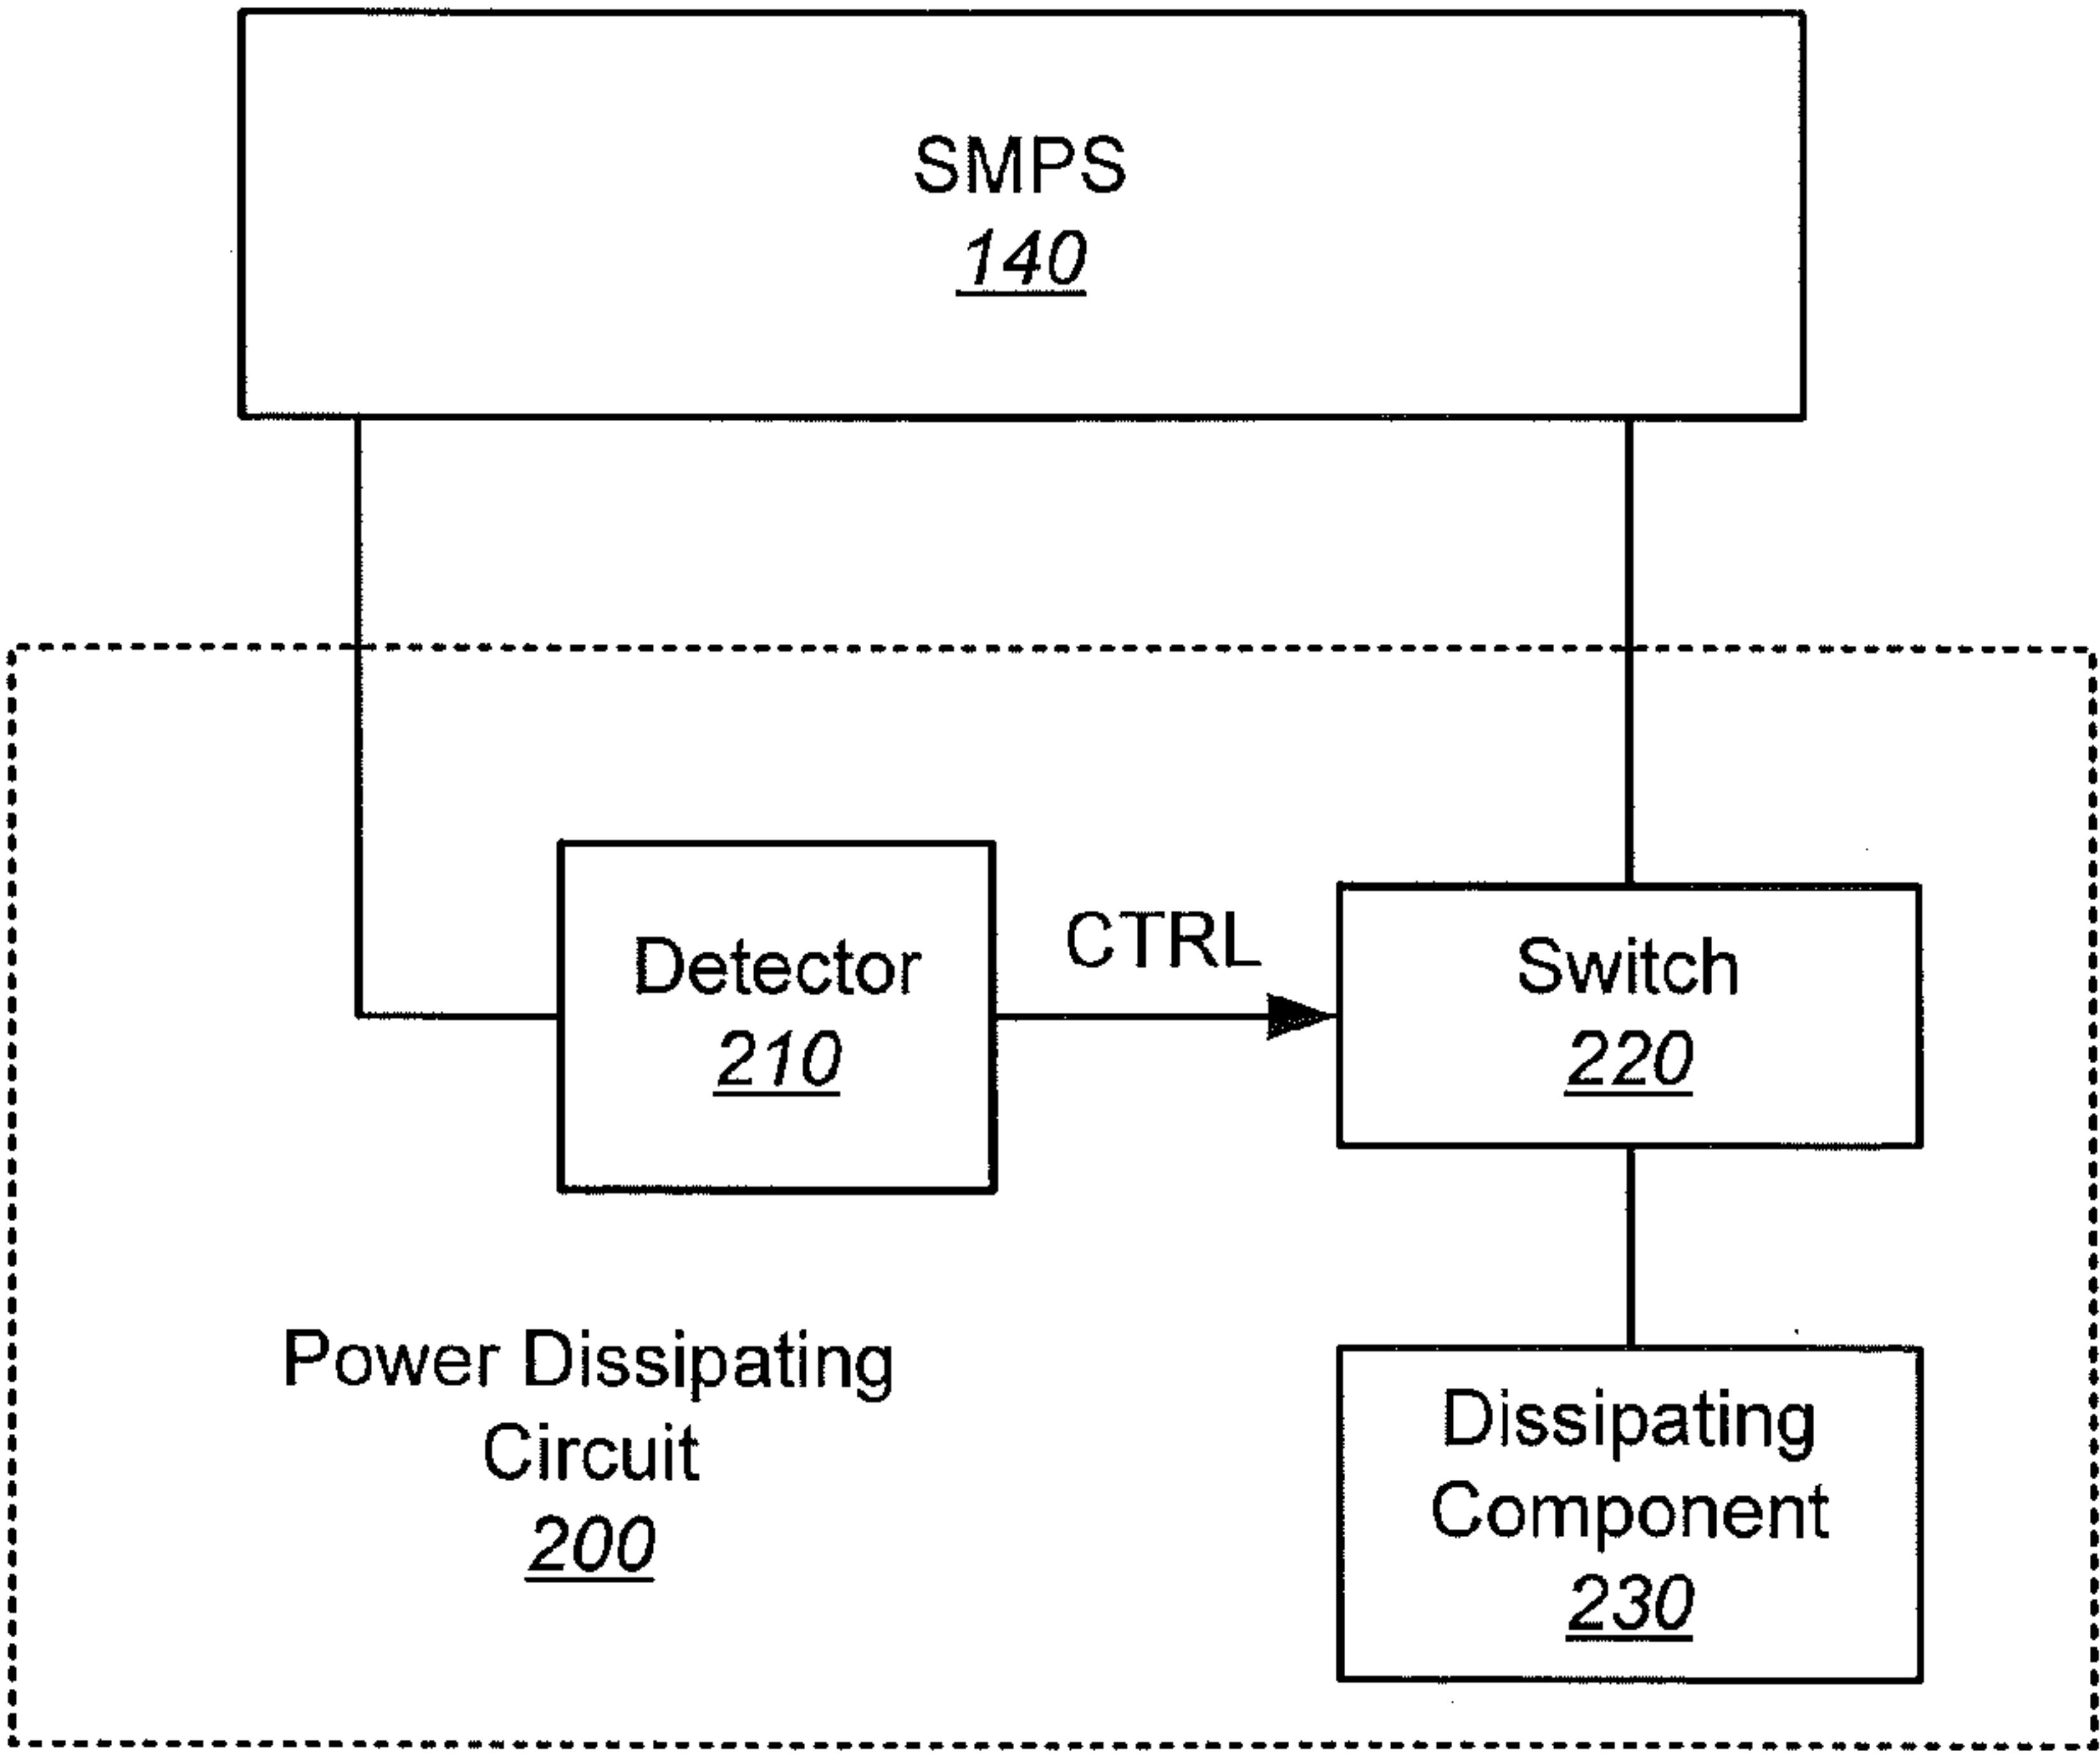 SMPS
140
Detector
210
CTRL
Switch
220
Power Dissipating
Circuit
200
Dissipating
Component
230